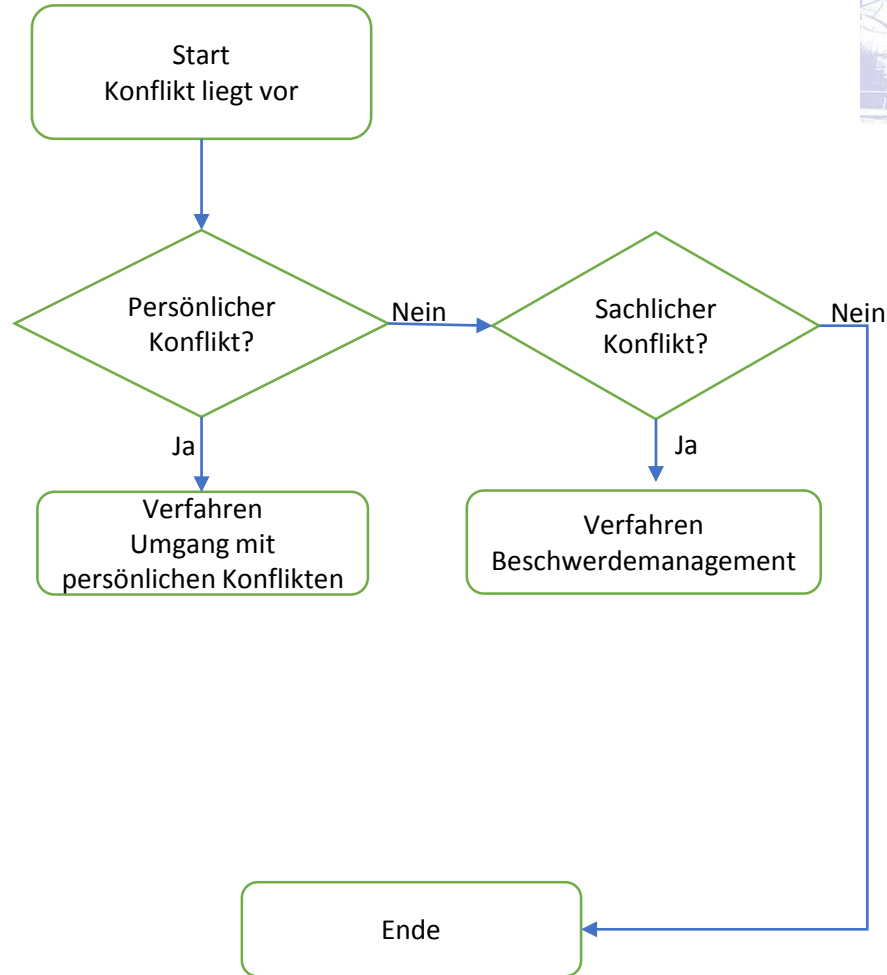 Start
Konflikt liegt vor
Persönlicher
Konflikt?
Nein
Sachlicher
Konflikt?
Nein
Ja
Ja
Verfahren
Umgang mit
persönlichen Konflikten
Verfahren
Beschwerdemanagement
Ende